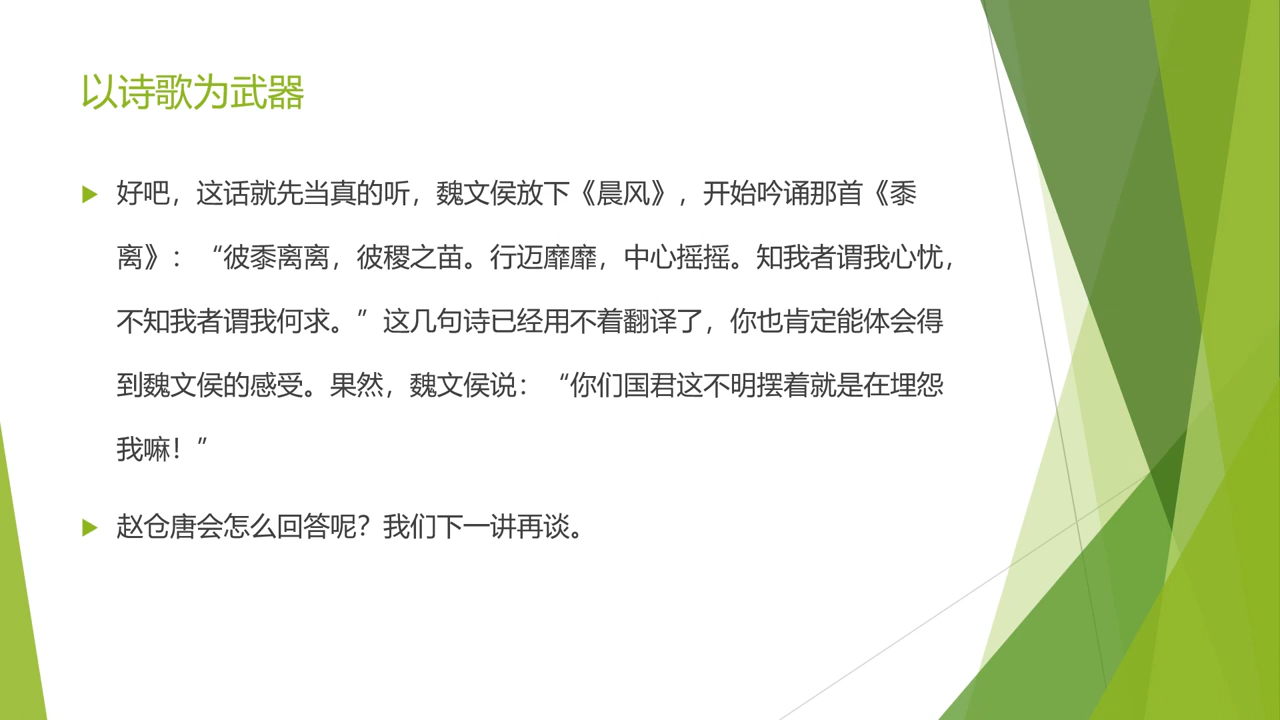 以诗歌为武器
好吧，这话就先当真的听，魏文侯放下《晨风》，开始吟诵那首《黍
离》：“彼黍离离，彼稷之苗。行迈靡靡，中心摇摇。知我者谓我心忧，
不知我者谓我何求。”这几句诗已经用不着翻译了，你也肯定能体会得
到魏文侯的感受。果然，魏文侯说：“你们国君这不明摆着就是在埋怨
我嘛！”
赵仓唐会怎么回答呢？我们下一讲再谈。